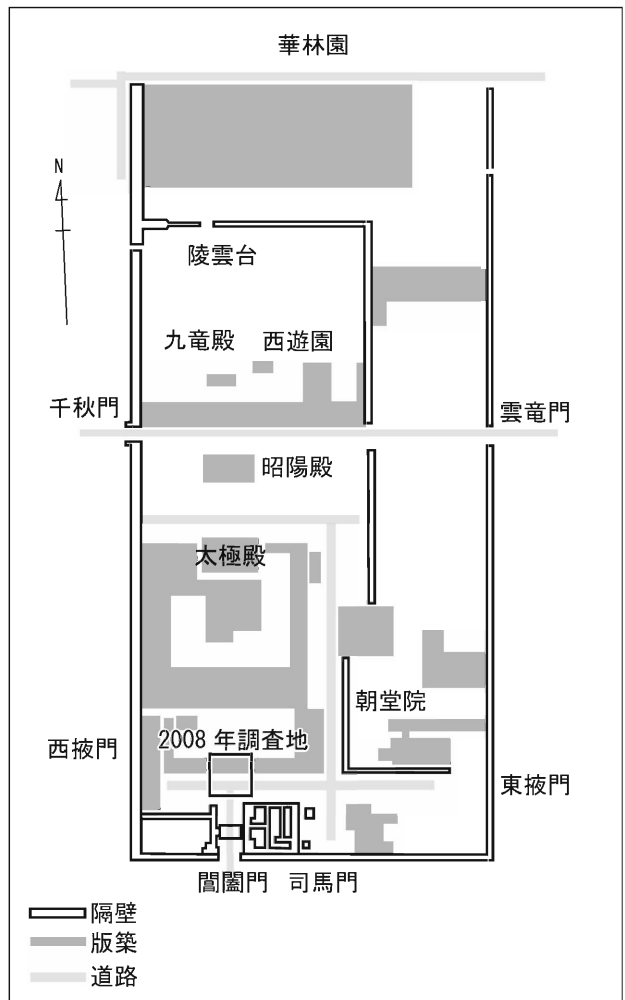 華林園
N
陵雲台
九竜殿 西遊園
千秋門
雲竜門
昭陽殿
太極殿
朝堂院
2008 年調査地
西掖門
東掖門
閶闔門 司馬門
隔壁
版築
道路